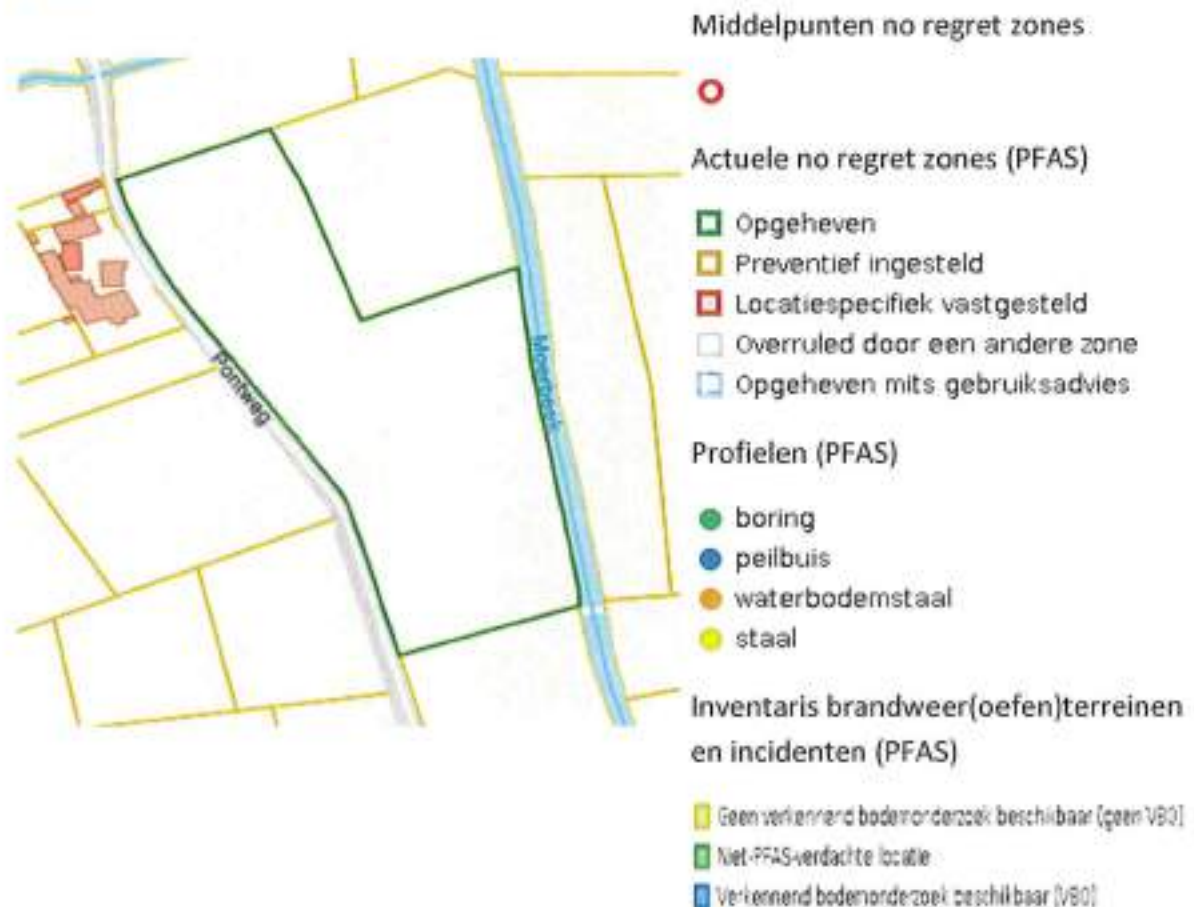 Middelpunten no regret zones
Actuele no regret zones (PFAS)
Opgeheven
Preventief ingesteld
Locatiespecifiek vastgesteld
Overruled door een andere zone
Opgeheven mits gebruiksadvies
Profielen (PFAS)
boring
peilbuis
waterbodemstaal
staal
Inventaris brandweer(oefen)terreinen
en incidenten (PFAS)
Geen verkennend bodemonderzoek beschikbaar (geen VBO)
Niet-PFAS-verdachte locatie
Verkennend bodemonderzoek beschikbaar (VBO)
Pontweg